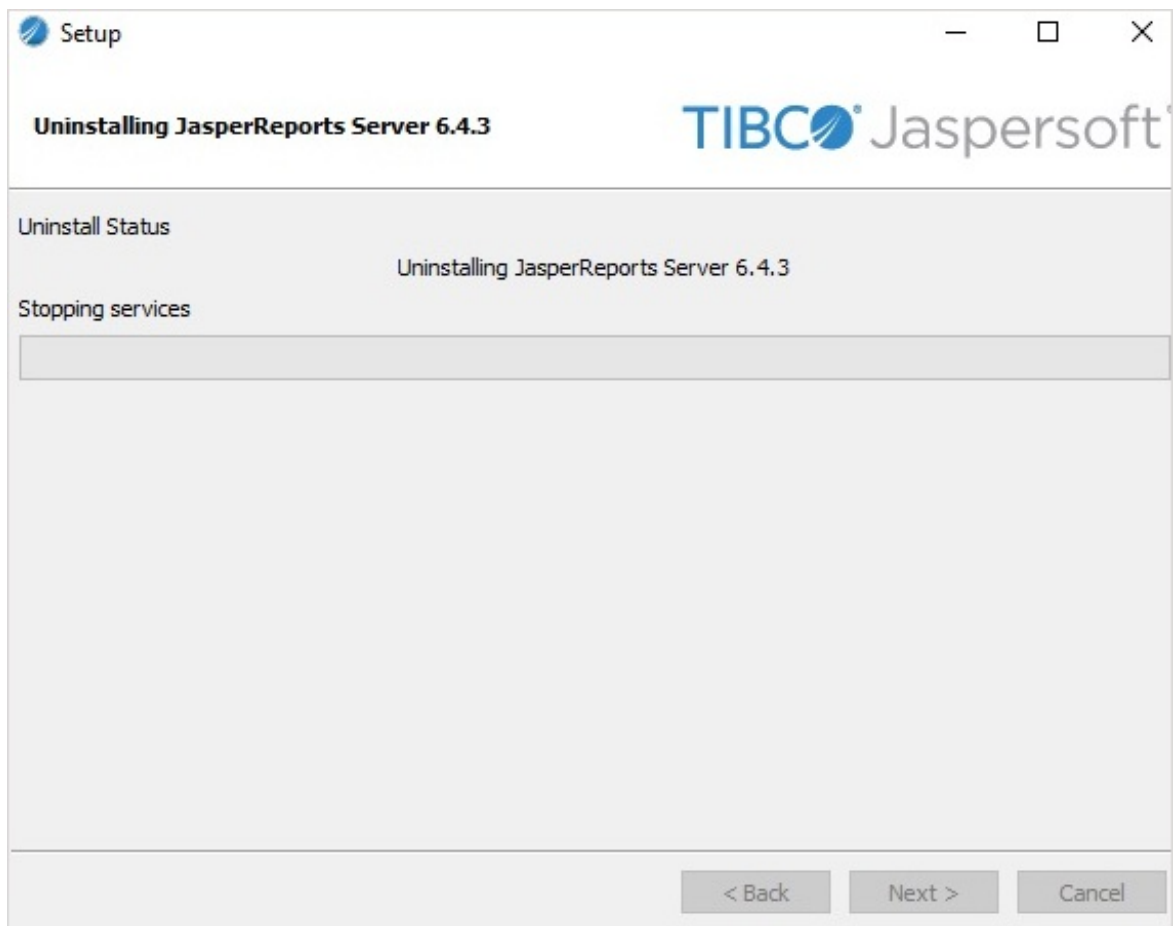 Setup
Uninstalling JasperReports Server 6.4.3
TIBCO® Jaspersoft®
Uninstall Status
Uninstalling JasperReports Server 6.4.3
Stopping services
< Back Next > Cancel